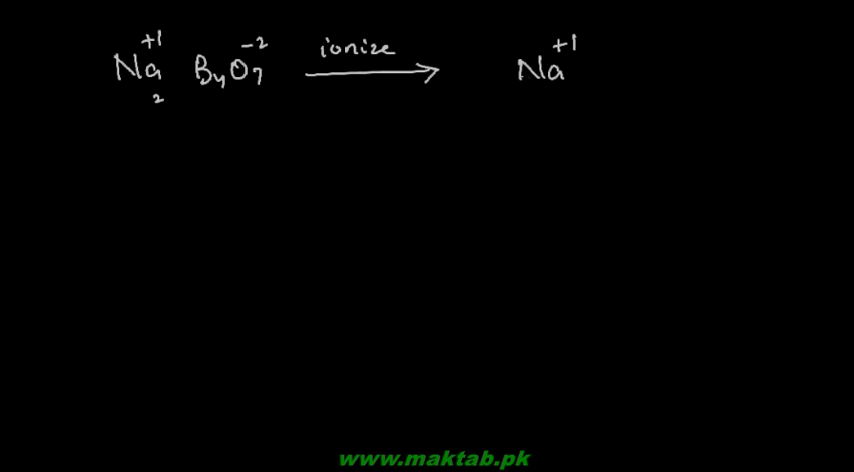 Na₂⁺¹ B₄O₇⁻² ionize → Na⁺¹
www.maktab.pk